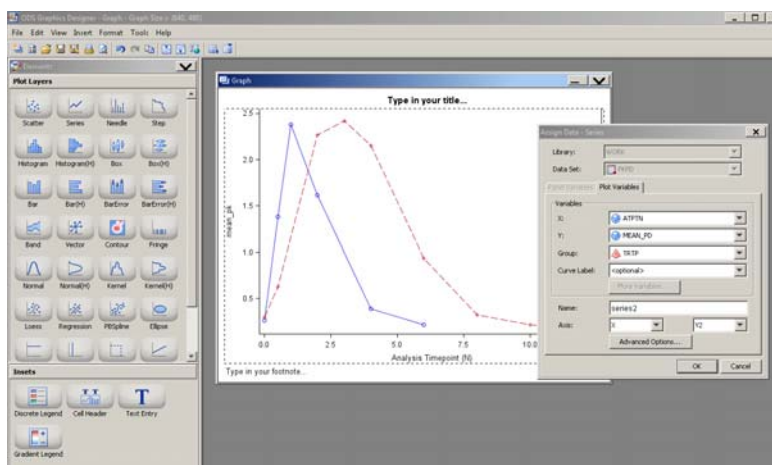 ODS Graphics Designer - Graph - Graph Size = (640, 480)
File Edit View Insert Format Tools Help
Elements
Plot Layers
Scatter Series Needle Step
Histogram Histogram(H) Box Box(H)
Bar Bar(H) BarError BarError(H)
Band Vector Contour Fringe
Normal Normal(H) Kernel Kernel(H)
Loess Regression PBSpline Ellipse
Insets
Discrete Legend Cell Header Text Entry
Gradient Legend
Graph
Type in your title...
2.5
2.0
1.5
1.0
0.5
mean_pk
0.0 2.5 5.0 7.5 10.0
Analysis Timepoint (N)
Type in your footnote...
Assign Data - Series
Library: WORK
Data Set: PKPD
Panel Variables Plot Variables
Variables
X: ATPTN
Y: MEAN_PD
Group: TRTP
Curve Label: <optional>
More Variables...
Name: series2
Axis: X Y2
Advanced Options...
OK Cancel